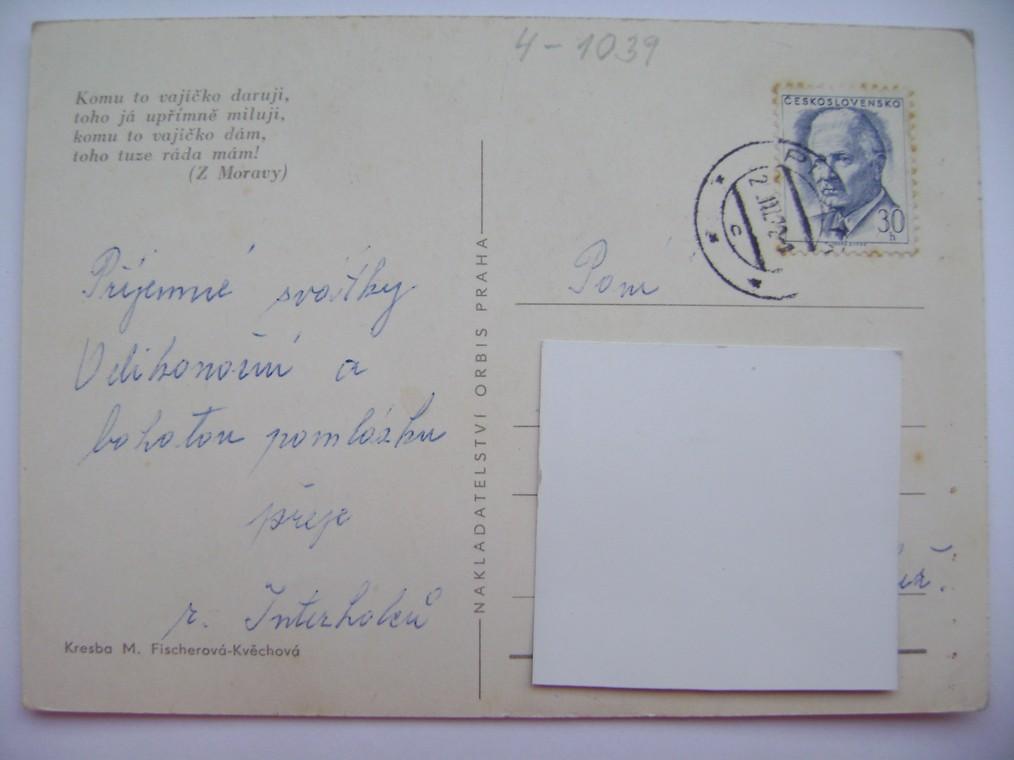 4-1039
Komu to vajíčko daruji,
toho já upřímně miluji,
komu to vajíčko dám,
toho tuze ráda mám!
(Z Moravy)
ČESKOSLOVENSKO
30
h
Paní
Příjemné svátky
Velikonoční a
bohatou pomlázku
přeje
r.
NAKLADATELSTVÍ ORBIS PRAHA
Kresba M. Fischerová-Kvěchová